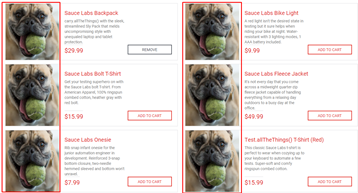 Sauce Labs Backpack
carry.allTheThings() with the sleek,
streamlined Sly Pack that melds
uncompromising style with
unequaled laptop and tablet
protection.
$29.99
REMOVE
Sauce Labs Bike Light
A red light isn't the desired state in
testing but it sure helps when
riding your bike at night. Water-
resistant with 3 lighting modes, 1
AAA battery included.
$9.99
ADD TO CART
Sauce Labs Bolt T-Shirt
Get your testing superhero on with
the Sauce Labs bolt T-shirt. From
American Apparel, 100% ringspun
combed cotton, heather gray with
red bolt.
$15.99
ADD TO CART
Sauce Labs Fleece Jacket
It's not every day that you come
across a midweight quarter-zip
fleece jacket capable of handling
everything from a relaxing day
outdoors to a busy day at the
office.
$49.99
ADD TO CART
Sauce Labs Onesie
Rib snap infant onesie for the
junior automation engineer in
development. Reinforced 3-snap
bottom closure, two-needle
hemmed sleeved and bottom won't
unravel.
$7.99
ADD TO CART
Test.allTheThings() T-Shirt (Red)
This classic Sauce Labs t-shirt is
perfect to wear when cozying up to
your keyboard to automate a few
tests. Super-soft and comfy
ringspun combed cotton.
$15.99
ADD TO CART